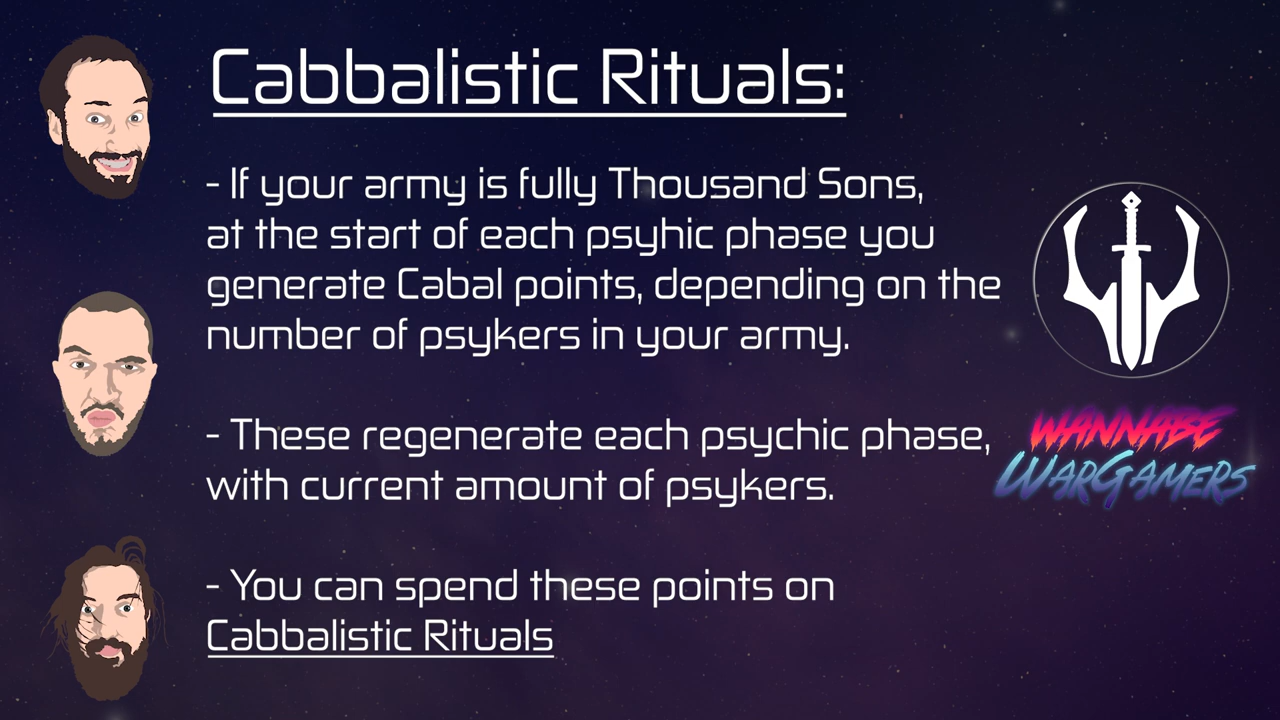 Cabbalistic Rituals:
- If your army is fully Thousand Sons,
at the start of each psyhic phase you
generate Cabal points, depending on the
number of psykers in your army.
- These regenerate each psychic phase,
with current amount of psykers.
- You can spend these points on
Cabbalistic Rituals
WANNABE
WARGAMERS